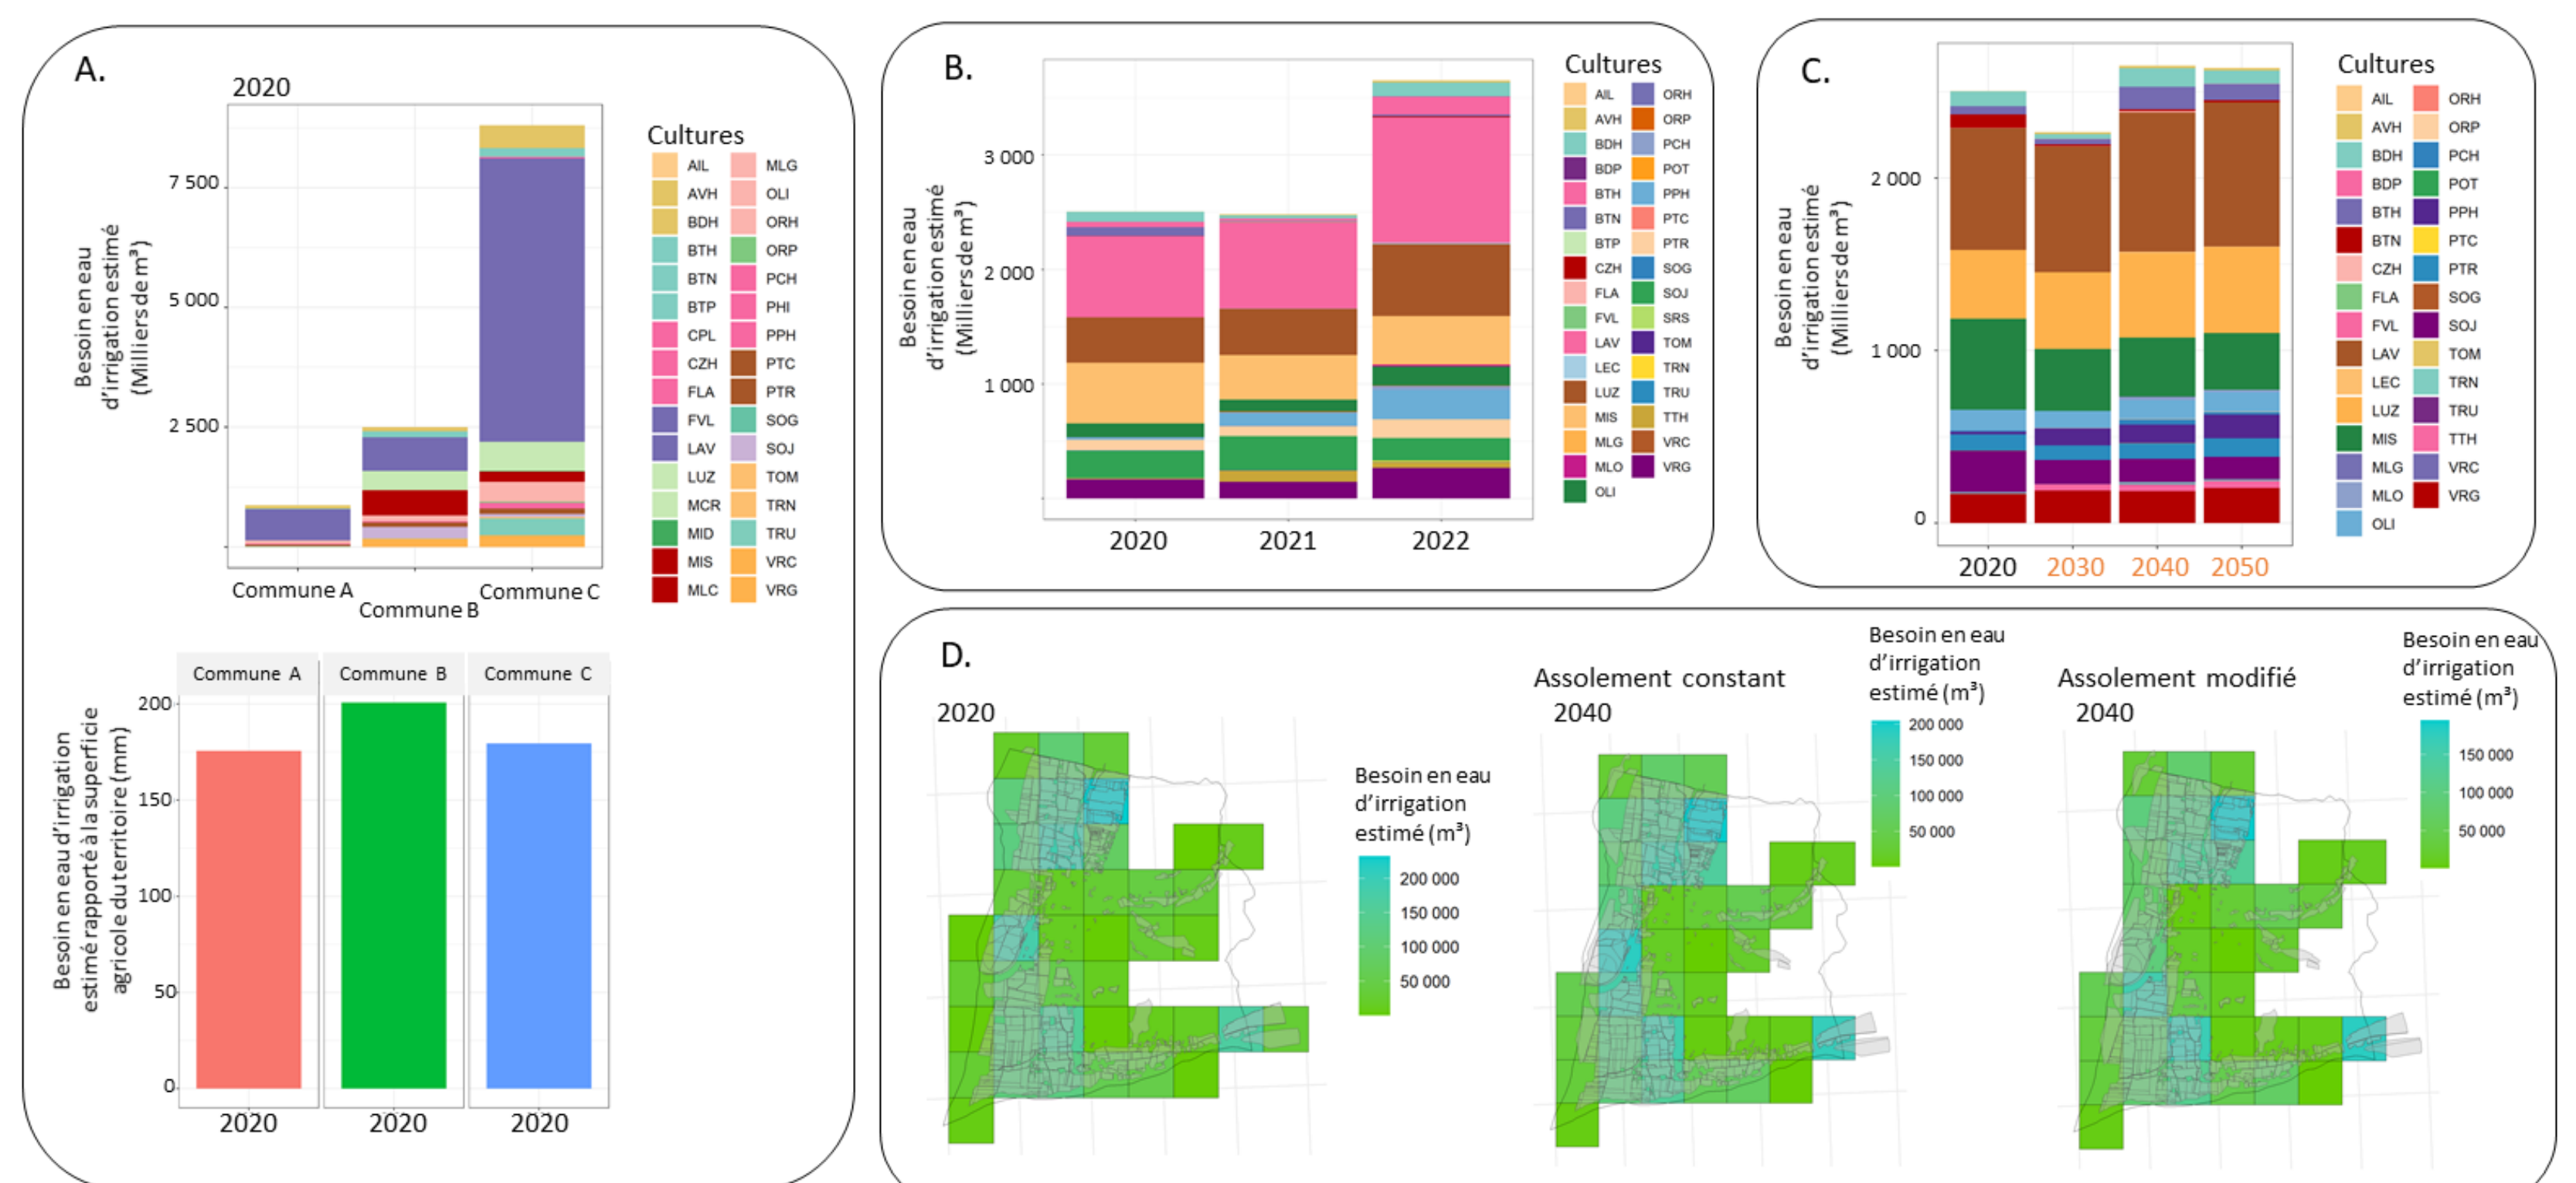 A.
2020
Besoin en eau
d'irrigation estimé
(Milliers de m³)
7 500
5 000
2 500
Commune A
Commune B
Commune C
Cultures
AIL
AVH
BDH
BTH
BTN
BTP
CPL
CZH
FLA
FVL
LAV
LUZ
MCR
MID
MIS
MLC
MLG
OLI
ORH
ORP
PCH
PHI
PPH
PTC
PTR
SOG
SOJ
TOM
TRN
TRU
VRC
VRG
Besoin en eau d'irrigation
estimé rapporté à la superficie
agricole du territoire (mm)
Commune A
Commune B
Commune C
200
150
100
50
0
2020
2020
2020
B.
Besoin en eau
d'irrigation estimé
(Milliers de m³)
3 000
2 000
1 000
2020
2021
2022
Cultures
AIL
AVH
BDH
BDP
BTH
BTN
BTP
CZH
FLA
FVL
LAV
LEC
LUZ
MIS
MLG
MLO
OLI
ORH
ORP
PCH
POT
PPH
PTC
PTR
SOG
SOJ
SRS
TOM
TRN
TRU
TTH
VRC
VRG
C.
Besoin en eau
d'irrigation estimé
(Milliers de m³)
2 000
1 000
0
2020
2030
2040
2050
Cultures
AIL
AVH
BDH
BDP
BTH
BTN
CZH
FLA
FVL
LAV
LEC
LUZ
MIS
MLG
MLO
OLI
ORH
ORP
PCH
POT
PPH
PTC
PTR
SOG
SOJ
TOM
TRN
TRU
TTH
VRC
VRG
D.
2020
Besoin en eau
d'irrigation
estimé (m³)
200 000
150 000
100 000
50 000
Assolement constant
2040
Besoin en eau
d'irrigation
estimé (m³)
200 000
150 000
100 000
50 000
Assolement modifié
2040
Besoin en eau
d'irrigation
estimé (m³)
150 000
100 000
50 000